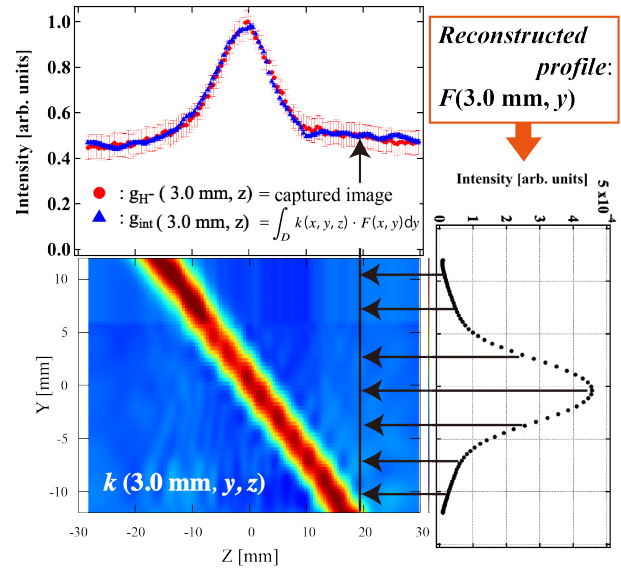 Intensity [arb. units]
1.0
0.8
0.6
0.4
0.2
0.0
: gH- ( 3.0 mm, z) = captured image
: gint ( 3.0 mm, z) = ∫D k(x, y, z) · F(x, y)dy
Reconstructed
profile:
F(3.0 mm, y)
Intensity [arb. units]
5 x10-4
0
1
2
3
4
Y [mm]
10
5
0
-5
-10
k (3.0 mm, y, z)
-30
-20
-10
0
10
20
30
Z [mm]